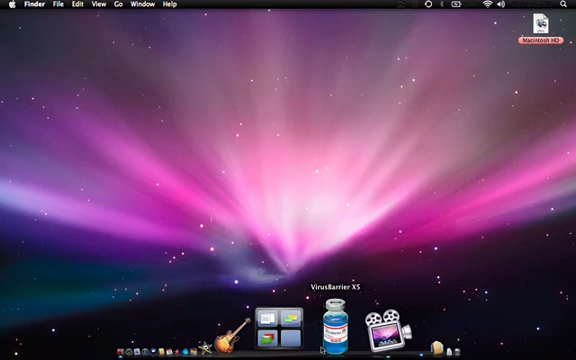 Finder File Edit View Go Window Help
Macintosh HD
VirusBarrier X5